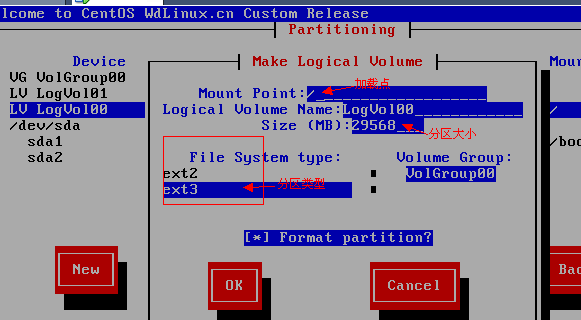 lcome to CentOS WdLinux.cn Custom Release
Partitioning
Device
Mou
VG VolGroup00
LV LogVol01
LV LogVol00
/
/dev/sda
sda1
/bo
sda2
Make Logical Volume
Mount Point:/
加载点
Logical Volume Name:LogVol00
Size (MB):29568
分区大小
File System type:
Volume Group:
ext2
VolGroup00
ext3
分区类型
[*] Format partition?
New
OK
Cancel
Bac